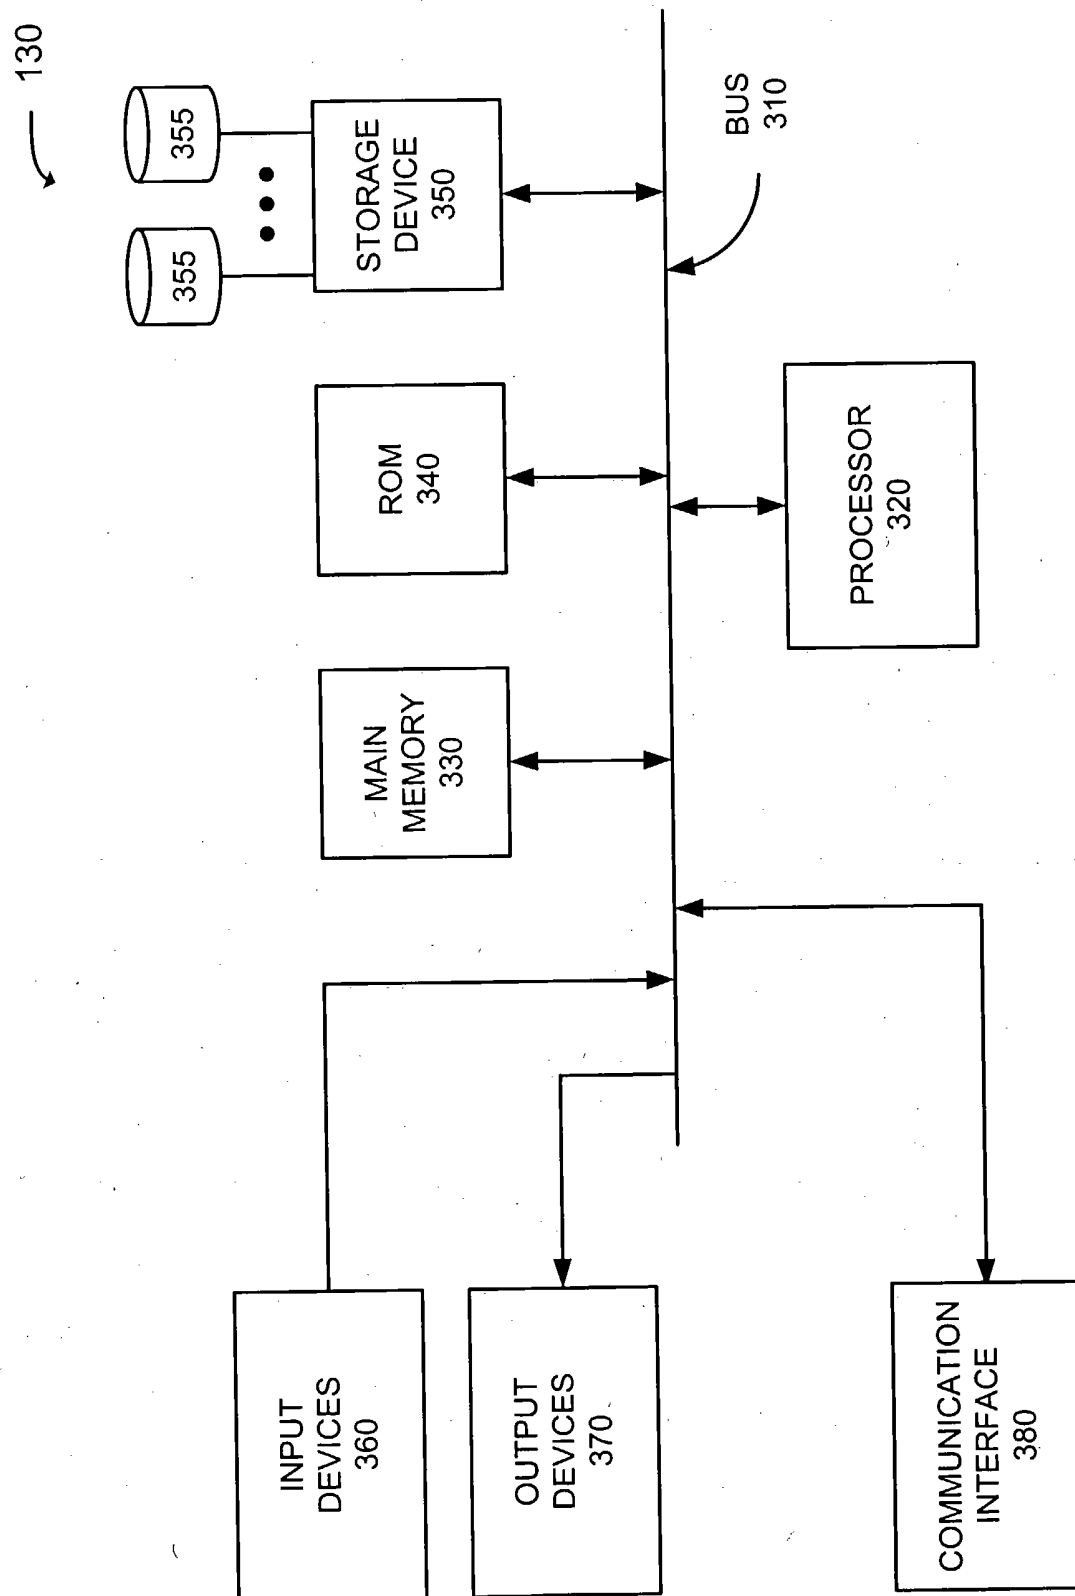 130
INPUT
DEVICES
360
MAIN
MEMORY
330
ROM
340
355
355
STORAGE
DEVICE
350
OUTPUT
DEVICES
370
BUS
310
COMMUNICATION
INTERFACE
380
PROCESSOR
320